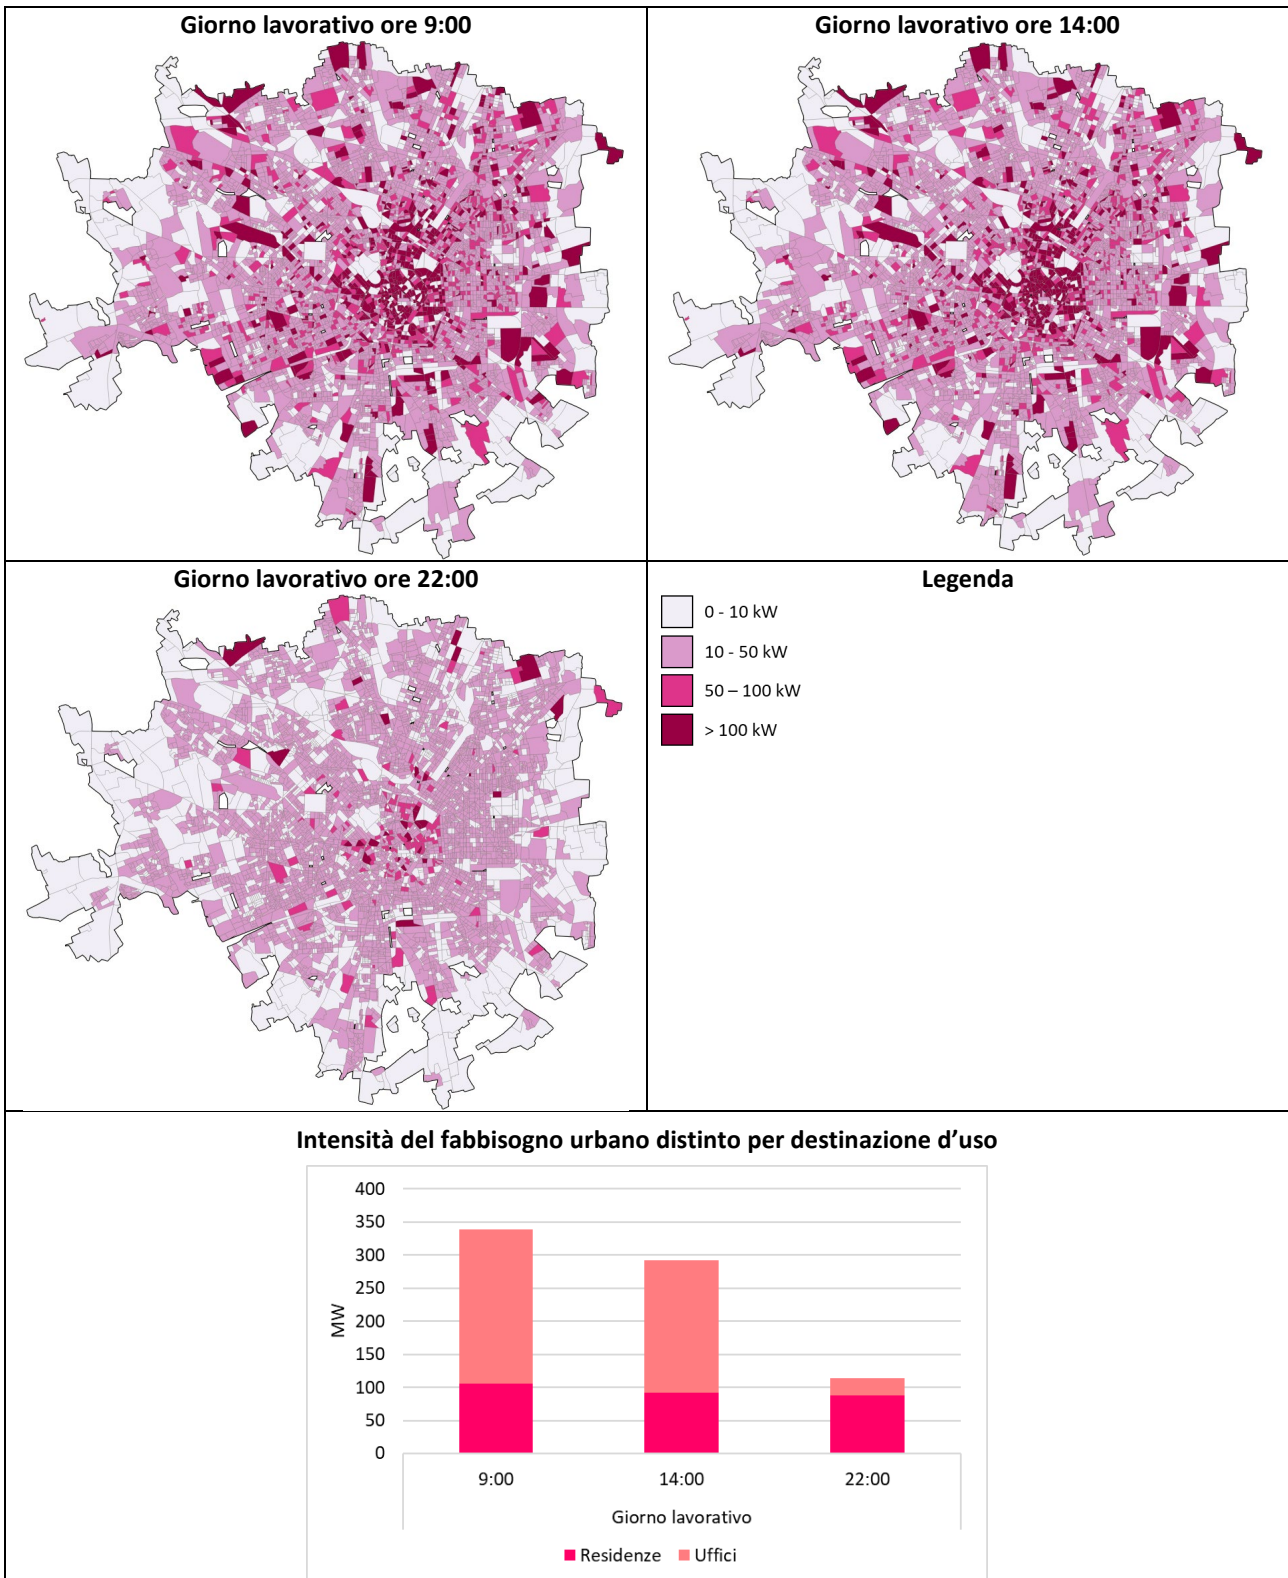 Giorno lavorativo ore 9:00
Giorno lavorativo ore 14:00
Giorno lavorativo ore 22:00
Legenda
0 - 10 kW
10 - 50 kW
50 – 100 kW
> 100 kW
Intensità del fabbisogno urbano distinto per destinazione d’uso
400
350
300
250
200
150
100
50
0
MW
9:00
14:00
22:00
Giorno lavorativo
Residenze
Uffici